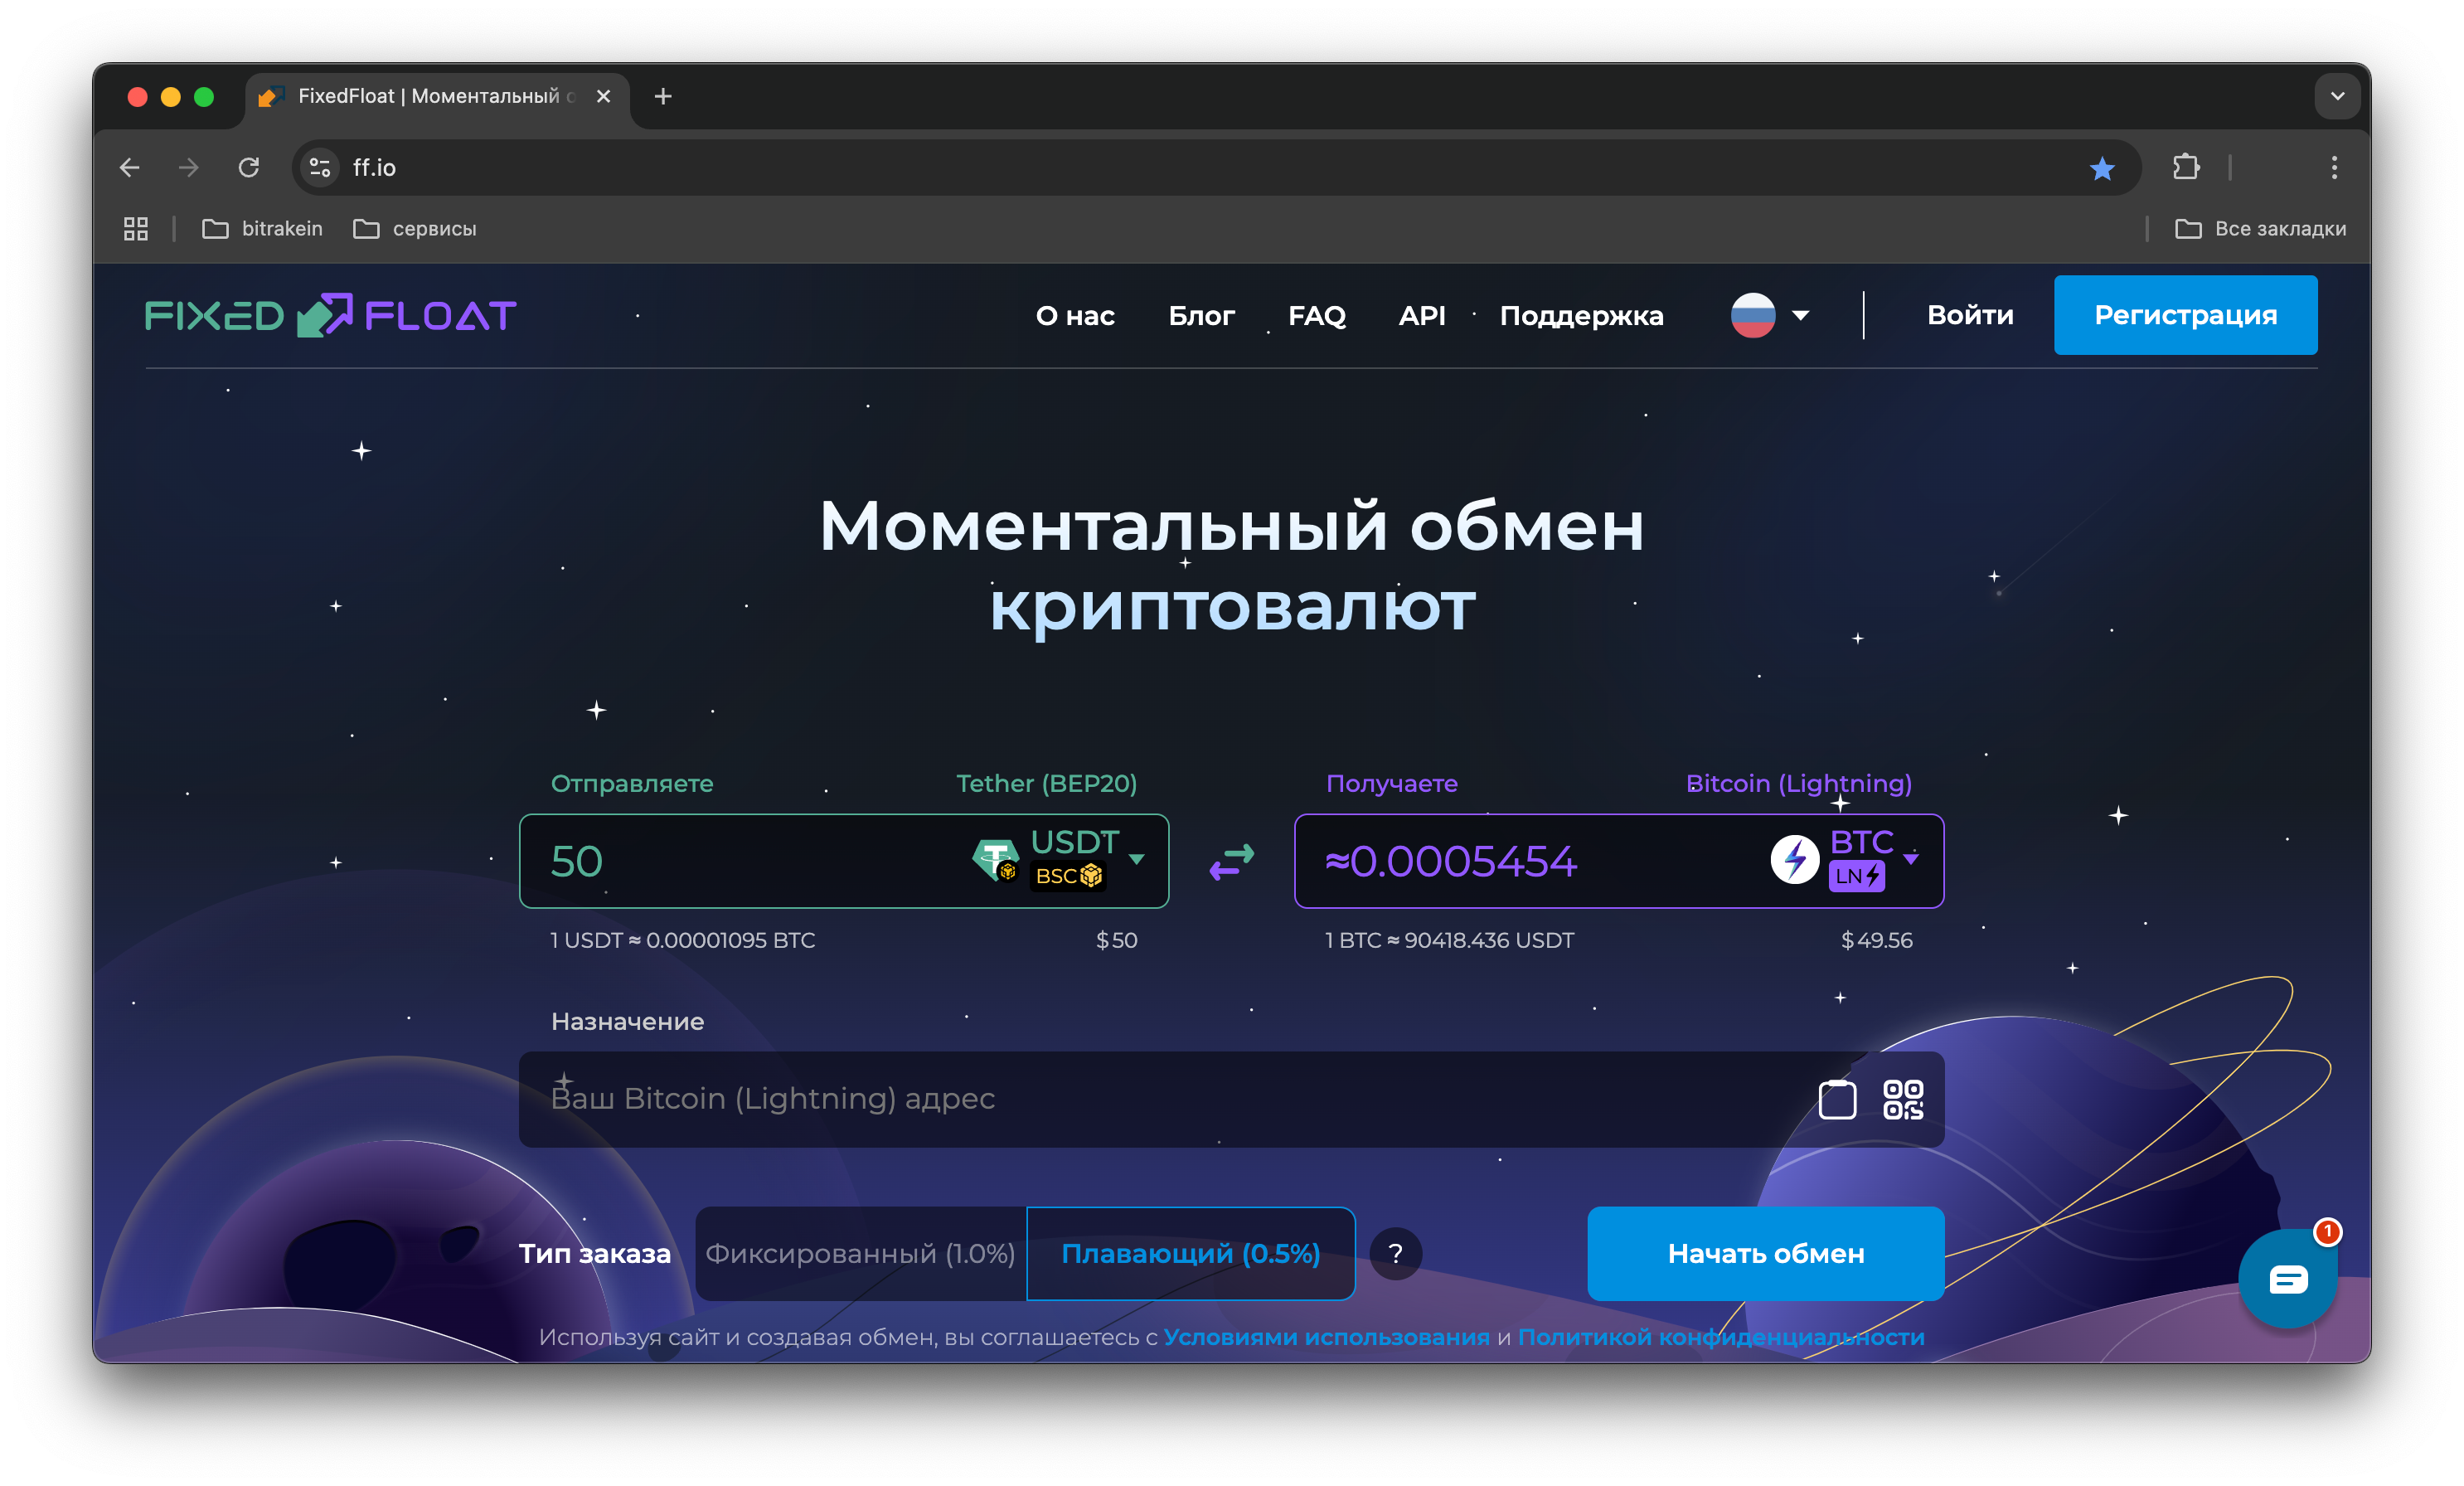 FixedFloat | Моментальный о
ff.io
bitrakein
сервисы
Все закладки
FIXED FLOAT
О нас
Блог
FAQ
API
Поддержка
Войти
Регистрация
Моментальный обмен
криптовалют
Отправляете
Tether (BEP20)
Получаете
Bitcoin (Lightning)
50
USDT
BSC
≈0.0005454
BTC
LN
1 USDT ≈ 0.00001095 BTC
$50
1 BTC ≈ 90418.436 USDT
$49.56
Назначение
Ваш Bitcoin (Lightning) адрес
Тип заказа
Фиксированный (1.0%)
Плавающий (0.5%)
?
Начать обмен
1
Используя сайт и создавая обмен, вы соглашаетесь с Условиями использования и Политикой конфиденциальности